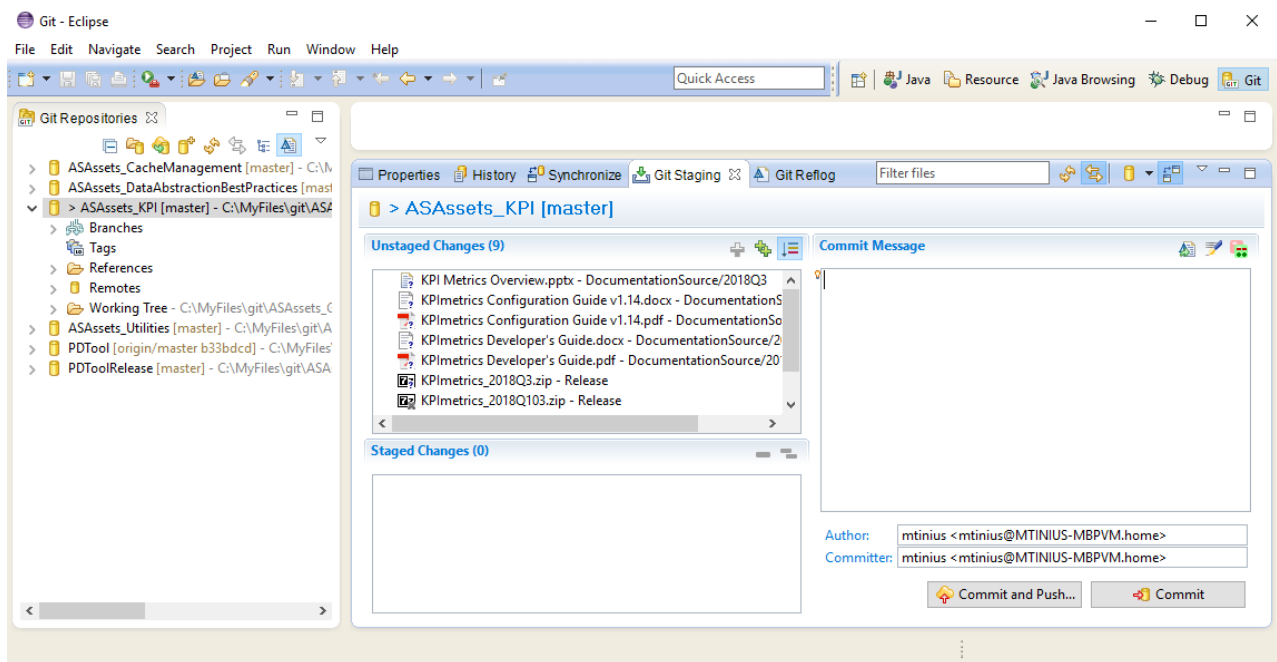 Git - Eclipse
File Edit Navigate Search Project Run Window Help
Quick Access
Java Resource Java Browsing Debug Git
Git Repositories
ASAssets_CacheManagement [master] - C:\M
ASAssets_DataAbstractionBestPractices [mast
> ASAssets_KPI [master] - C:\MyFiles\git\ASA
Branches
Tags
References
Remotes
Working Tree - C:\MyFiles\git\ASAssets_
ASAssets_Utilities [master] - C:\MyFiles\git\A
PDTool [origin/master b33bdcd] - C:\MyFiles
PDToolRelease [master] - C:\MyFiles\git\ASA
Properties History Synchronize Git Staging Git Reflog Filter files
> ASAssets_KPI [master]
Unstaged Changes (9)
KPI Metrics Overview.pptx - DocumentationSource/2018Q3
KPImetrics Configuration Guide v1.14.docx - DocumentationS
KPImetrics Configuration Guide v1.14.pdf - DocumentationSo
KPImetrics Developer's Guide.docx - DocumentationSource/2
KPImetrics Developer's Guide.pdf - DocumentationSource/20
KPImetrics_2018Q3.zip - Release
KPImetrics_2018Q103.zip - Release
Staged Changes (0)
Commit Message
Author: mtinius <mtinius@MTINIUS-MBPVM.home>
Committer: mtinius <mtinius@MTINIUS-MBPVM.home>
Commit and Push... Commit